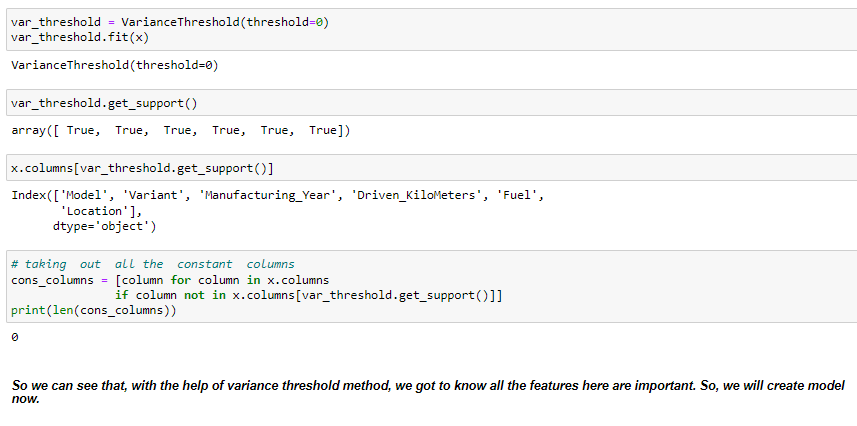 var_threshold = VarianceThreshold(threshold=0)
var_threshold.fit(x)
VarianceThreshold(threshold=0)
var_threshold.get_support()
array([ True,  True,  True,  True,  True,  True])
x.columns[var_threshold.get_support()]
Index(['Model', 'Variant', 'Manufacturing_Year', 'Driven_KiloMeters', 'Fuel',
       'Location'],
      dtype='object')
# taking  out  all the  constant  columns
cons_columns = [column for column in x.columns
                if column not in x.columns[var_threshold.get_support()]]
print(len(cons_columns))
0
So we can see that, with the help of variance threshold method, we got to know all the features here are important. So, we will create model
now.